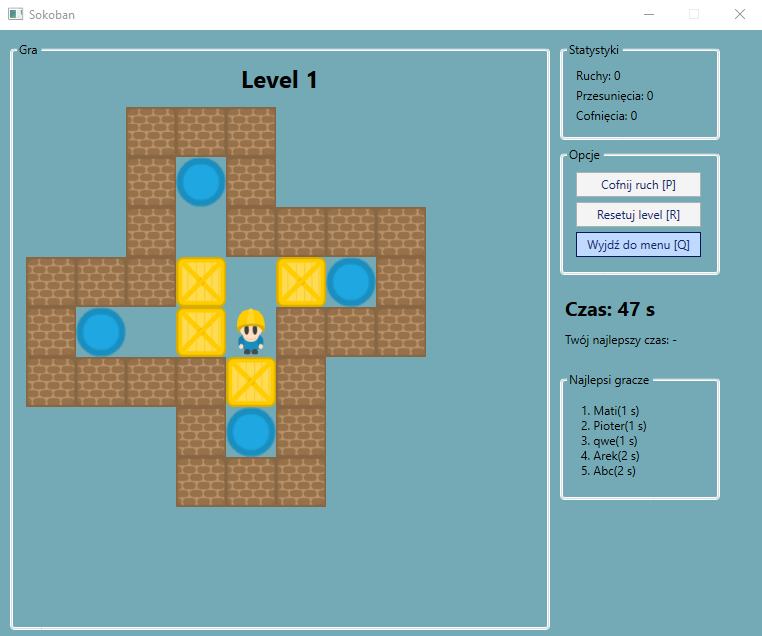 Sokoban
Gra
Level 1
Statystyki
Ruchy: 0
Przesunięcia: 0
Cofnięcia: 0
Opcje
Cofnij ruch [P]
Resetuj level [R]
Wyjdź do menu [Q]
Czas: 47 s
Twój najlepszy czas: -
Najlepsi gracze
1. Mati(1 s)
2. Pioter(1 s)
3. qwe(1 s)
4. Arek(2 s)
5. Abc(2 s)